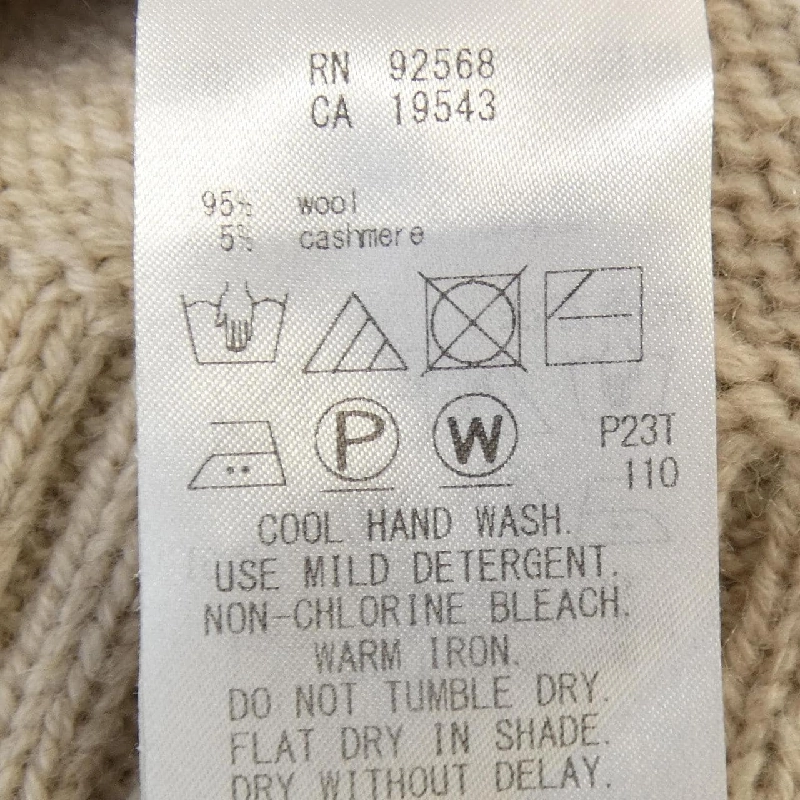 RN 92568
CA 19543
95% wool
5% cashmere
P W P23T
110
COOL HAND WASH.
USE MILD DETERGENT.
NON-CHLORINE BLEACH.
WARM IRON.
DO NOT TUMBLE DRY.
FLAT DRY IN SHADE.
DRY WITHOUT DELAY.